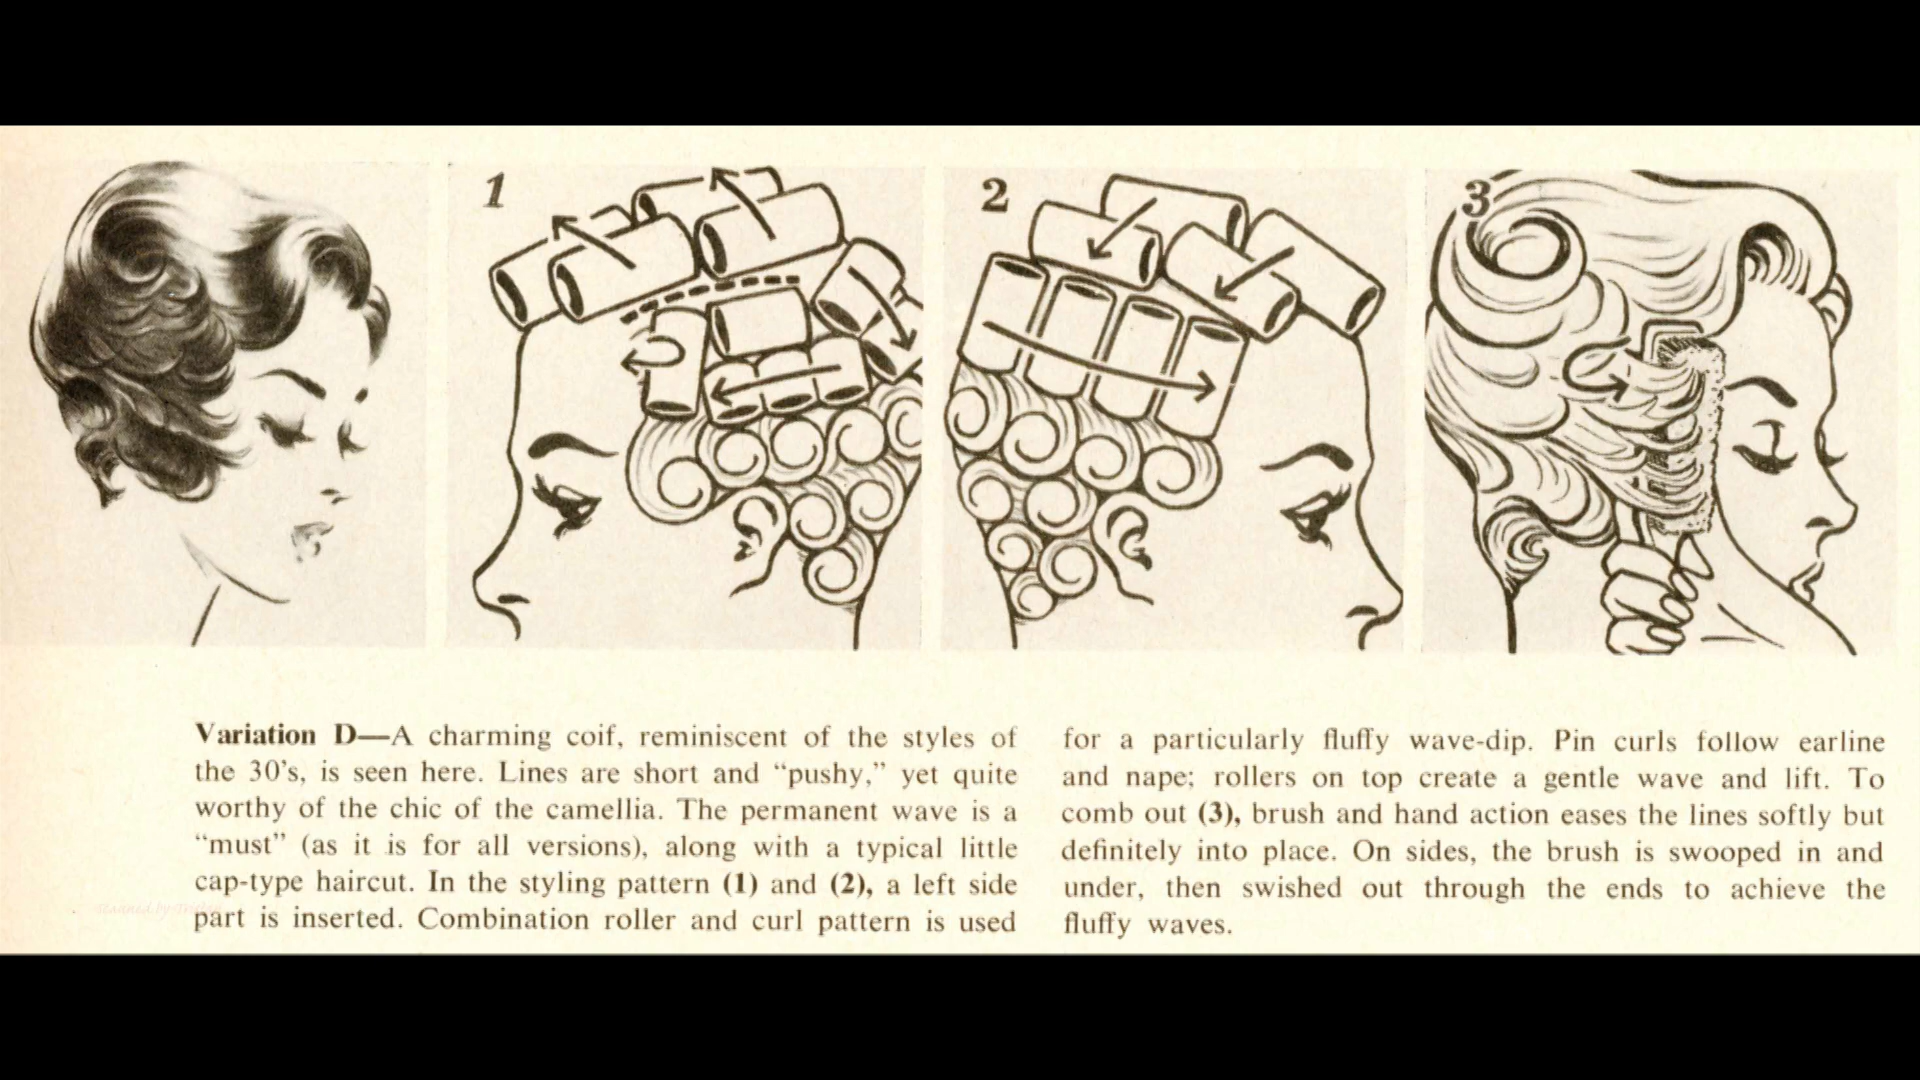 1
2
3
Variation D—A charming coif, reminiscent of the styles of
the 30's, is seen here. Lines are short and “pushy,” yet quite
worthy of the chic of the camellia. The permanent wave is a
“must” (as it is for all versions), along with a typical little
cap-type haircut. In the styling pattern (1) and (2), a left side
part is inserted. Combination roller and curl pattern is used
for a particularly fluffy wave-dip. Pin curls follow earline
and nape; rollers on top create a gentle wave and lift. To
comb out (3), brush and hand action eases the lines softly but
definitely into place. On sides, the brush is swooped in and
under, then swished out through the ends to achieve the
fluffy waves.